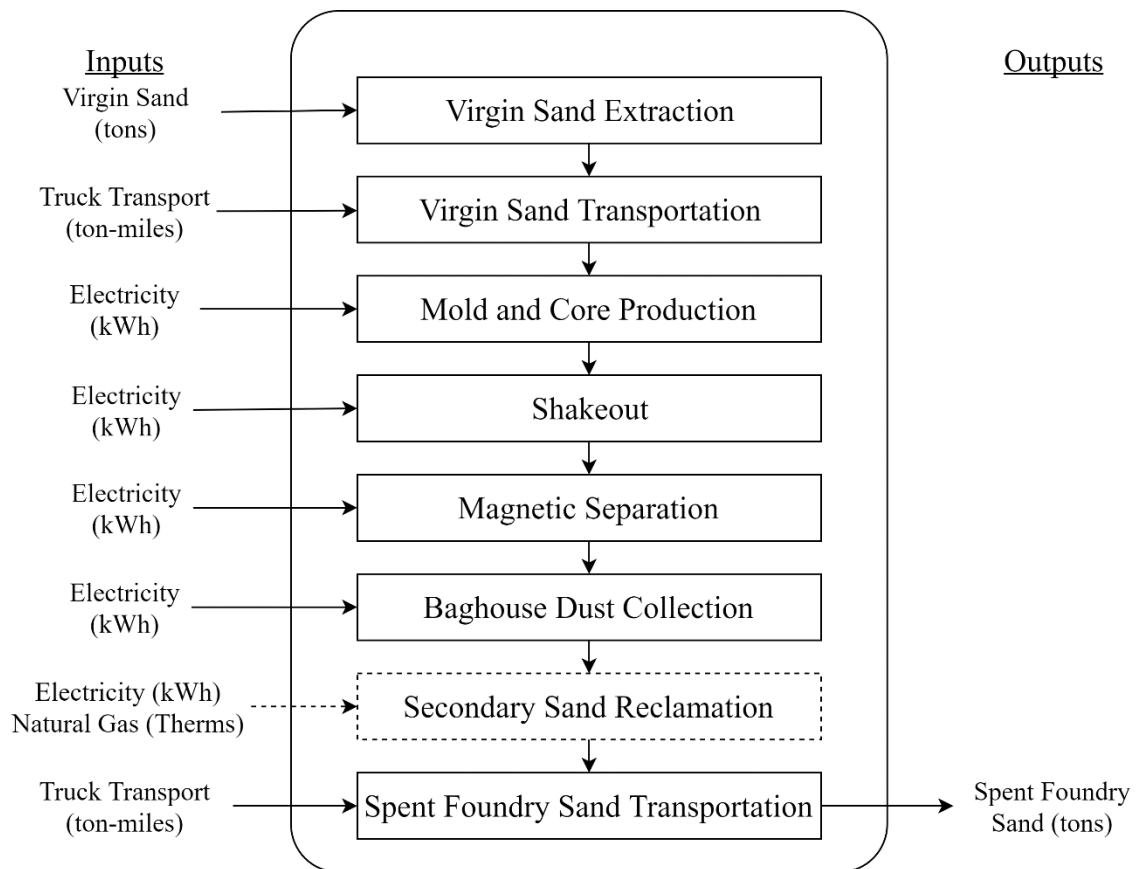 Inputs
Outputs
Virgin Sand
(tons)
Virgin Sand Extraction
Truck Transport
(ton-miles)
Virgin Sand Transportation
Electricity
(kWh)
Mold and Core Production
Electricity
(kWh)
Shakeout
Electricity
(kWh)
Magnetic Separation
Electricity
(kWh)
Baghouse Dust Collection
Electricity (kWh)
Natural Gas (Therms)
Secondary Sand Reclamation
Truck Transport
(ton-miles)
Spent Foundry Sand Transportation
Spent Foundry
Sand (tons)